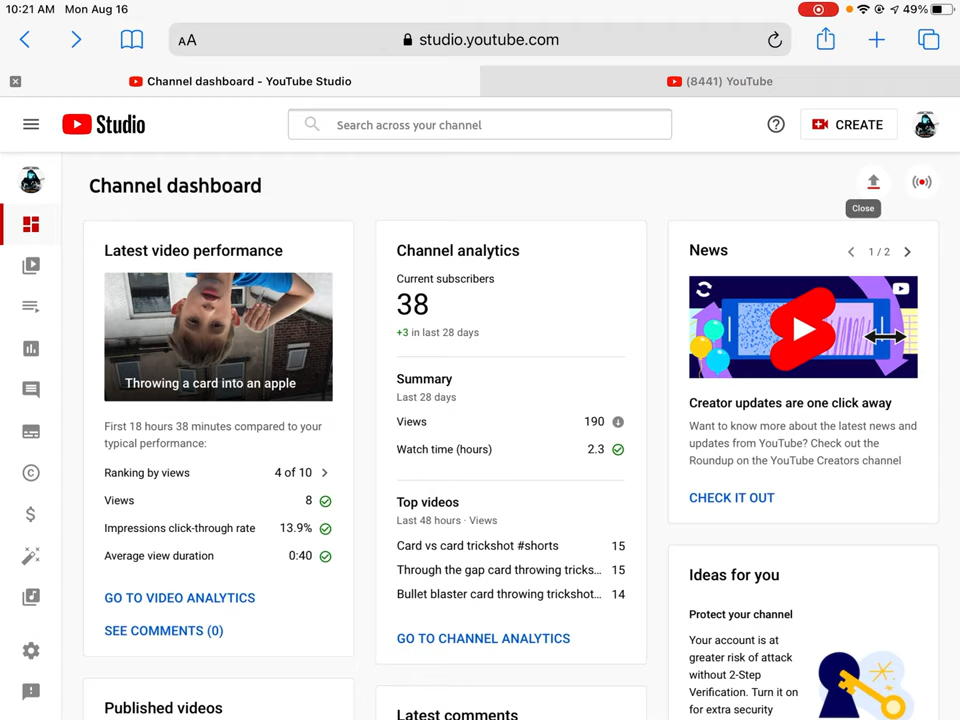 10:21 AM Mon Aug 16
49%
AA
studio.youtube.com
Channel dashboard - YouTube Studio
(8441) YouTube
Studio
Search across your channel
CREATE
Channel dashboard
Close
Latest video performance
Throwing a card into an apple
First 18 hours 38 minutes compared to your
typical performance:
Ranking by views 4 of 10
Views 8
Impressions click-through rate 13.9%
Average view duration 0:40
GO TO VIDEO ANALYTICS
SEE COMMENTS (0)
Published videos
Channel analytics
Current subscribers
38
+3 in last 28 days
Summary
Last 28 days
Views 190
Watch time (hours) 2.3
Top videos
Last 48 hours · Views
Card vs card trickshot #shorts 15
Through the gap card throwing tricks... 15
Bullet blaster card throwing trickshot... 14
GO TO CHANNEL ANALYTICS
Latest comments
News
1 / 2
Creator updates are one click away
Want to know more about the latest news and
updates from YouTube? Check out the
Roundup on the YouTube Creators channel
CHECK IT OUT
Ideas for you
Protect your channel
Your account is at
greater risk of attack
without 2-Step
Verification. Turn it on
for extra security